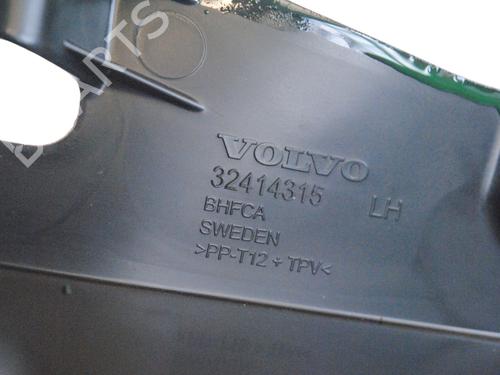 VOLVO
32414315 LH
BHFCA
SWEDEN
>PP-T12 + TPV<